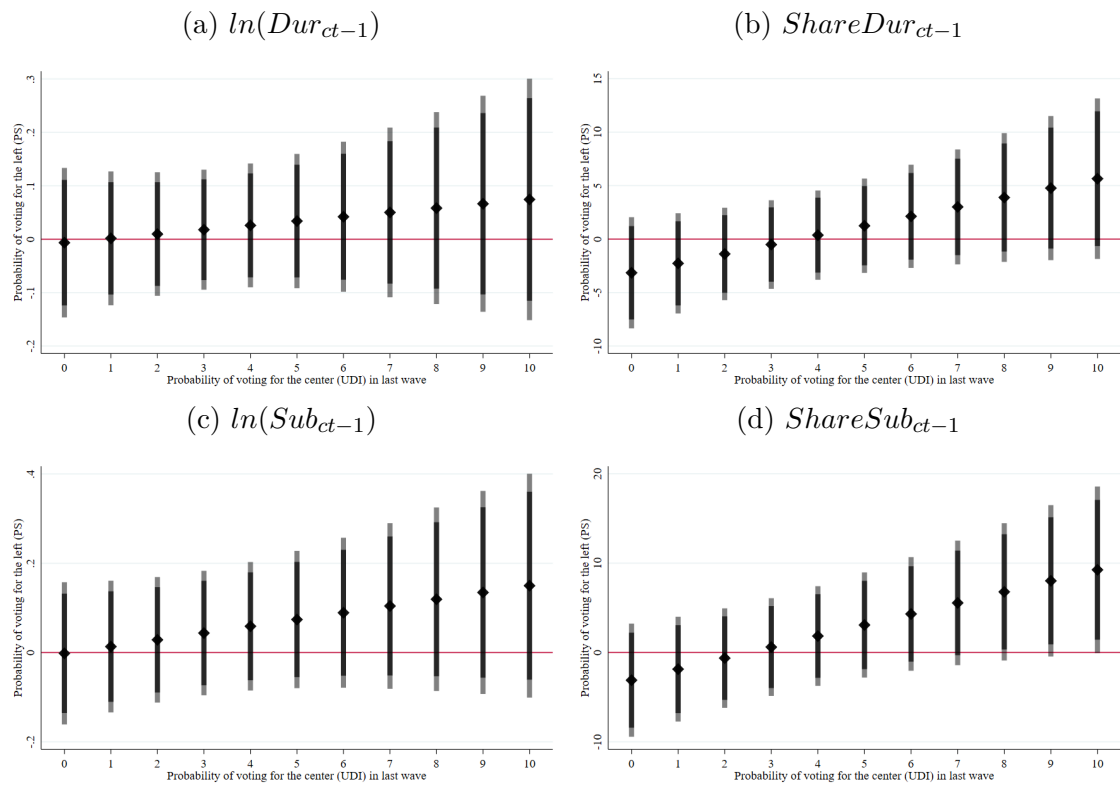 (a) ln(Dur_{ct−1})
(b) ShareDur_{ct−1}
Probability of voting for the left (PS)
.3
.2
.1
0
-.1
-.2
0 1 2 3 4 5 6 7 8 9 10
Probability of voting for the center (UDI) in last wave
Probability of voting for the left (PS)
15
10
5
0
-5
-10
0 1 2 3 4 5 6 7 8 9 10
Probability of voting for the center (UDI) in last wave
(c) ln(Sub_{ct−1})
(d) ShareSub_{ct−1}
Probability of voting for the left (PS)
.4
.2
0
-.2
0 1 2 3 4 5 6 7 8 9 10
Probability of voting for the center (UDI) in last wave
Probability of voting for the left (PS)
20
10
0
-10
0 1 2 3 4 5 6 7 8 9 10
Probability of voting for the center (UDI) in last wave